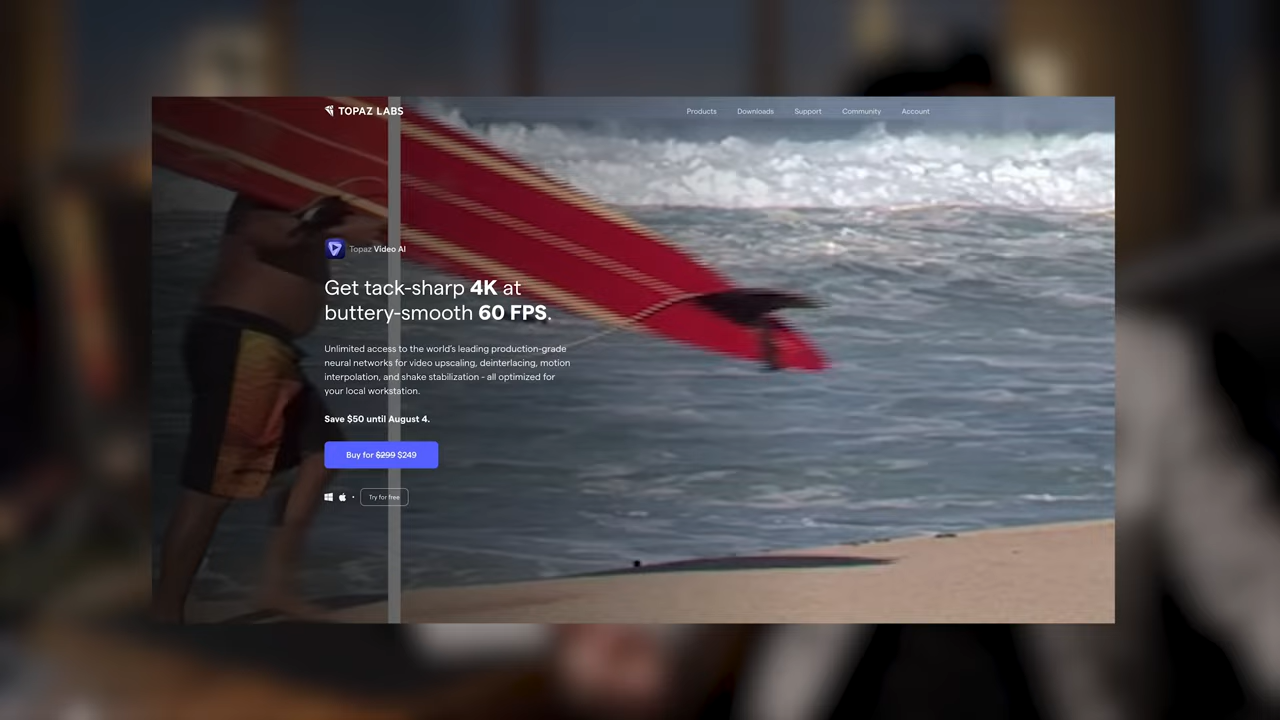 TOPAZ LABS
Products Downloads Support Community Account
Topaz Video AI
Get tack-sharp 4K at
buttery-smooth 60 FPS.
Unlimited access to the world's leading production-grade
neural networks for video upscaling, deinterlacing, motion
interpolation, and shake stabilization - all optimized for
your local workstation.
Save $50 until August 4.
Buy for $299 $249
Try for free